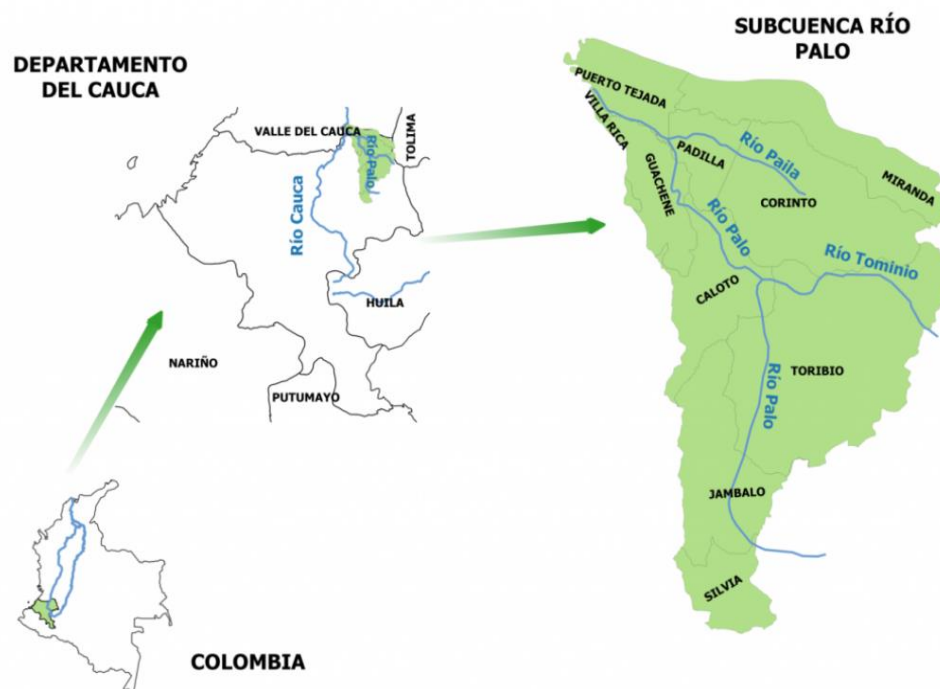 SUBCUENCA RÍO
PALO
DEPARTAMENTO
DEL CAUCA
VALLE DEL CAUCA
TOLIMA
Río Palo
Río Cauca
HUILA
NARIÑO
PUTUMAYO
PUERTO TEJADA
VILLA RICA
PADILLA
Río Paila
GUACHENE
MIRANDA
CORINTO
Río Palo
Río Tominio
CALOTO
TORIBIO
Río Palo
JAMBALO
SILVIA
COLOMBIA